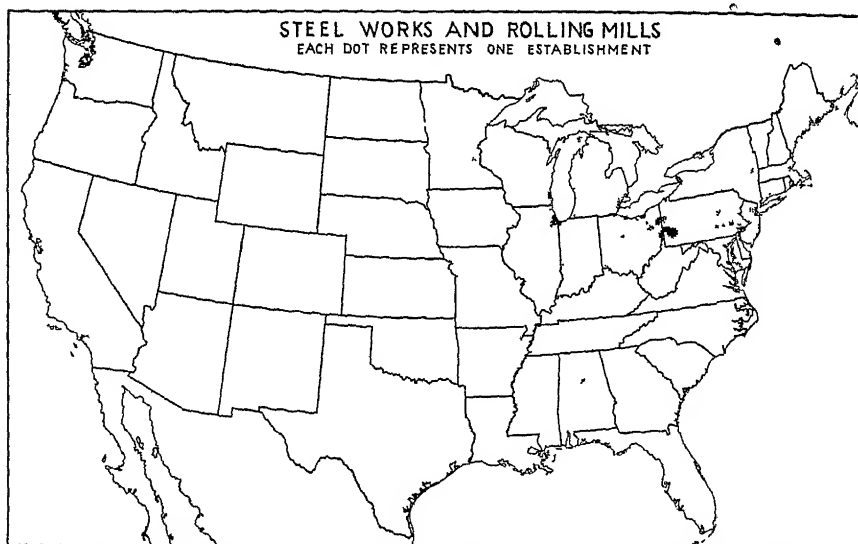 STEEL WORKS AND ROLLING MILLS
EACH DOT REPRESENTS ONE ESTABLISHMENT